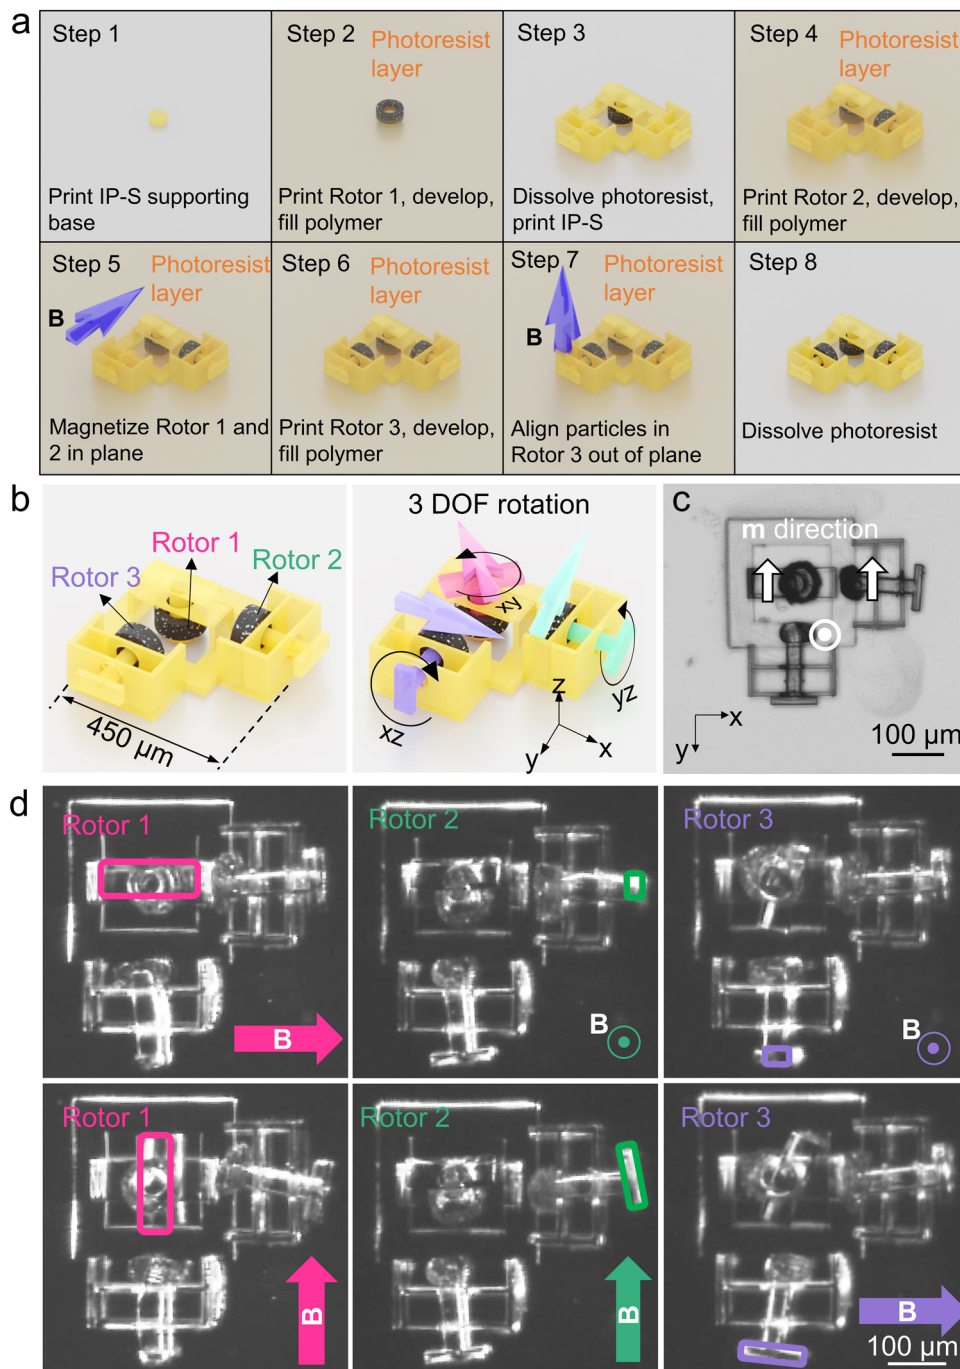 a
Step 1
Print IP-S supporting
base
Step 2
Photoresist
layer
Print Rotor 1, develop,
fill polymer
Step 3
Dissolve photoresist,
print IP-S
Step 4
Photoresist
layer
Print Rotor 2, develop,
fill polymer
Step 5
Photoresist
layer
B
Magnetize Rotor 1 and
2 in plane
Step 6
Photoresist
layer
Print Rotor 3, develop,
fill polymer
Step 7
Photoresist
layer
B
Align particles in
Rotor 3 out of plane
Step 8
Dissolve photoresist
b
Rotor 1
Rotor 2
Rotor 3
450 µm
3 DOF rotation
xy
yz
xz
z
x
y
c
m direction
x
y
100 µm
d
Rotor 1
B
Rotor 2
B
Rotor 3
B
Rotor 1
B
Rotor 2
B
Rotor 3
B
100 µm